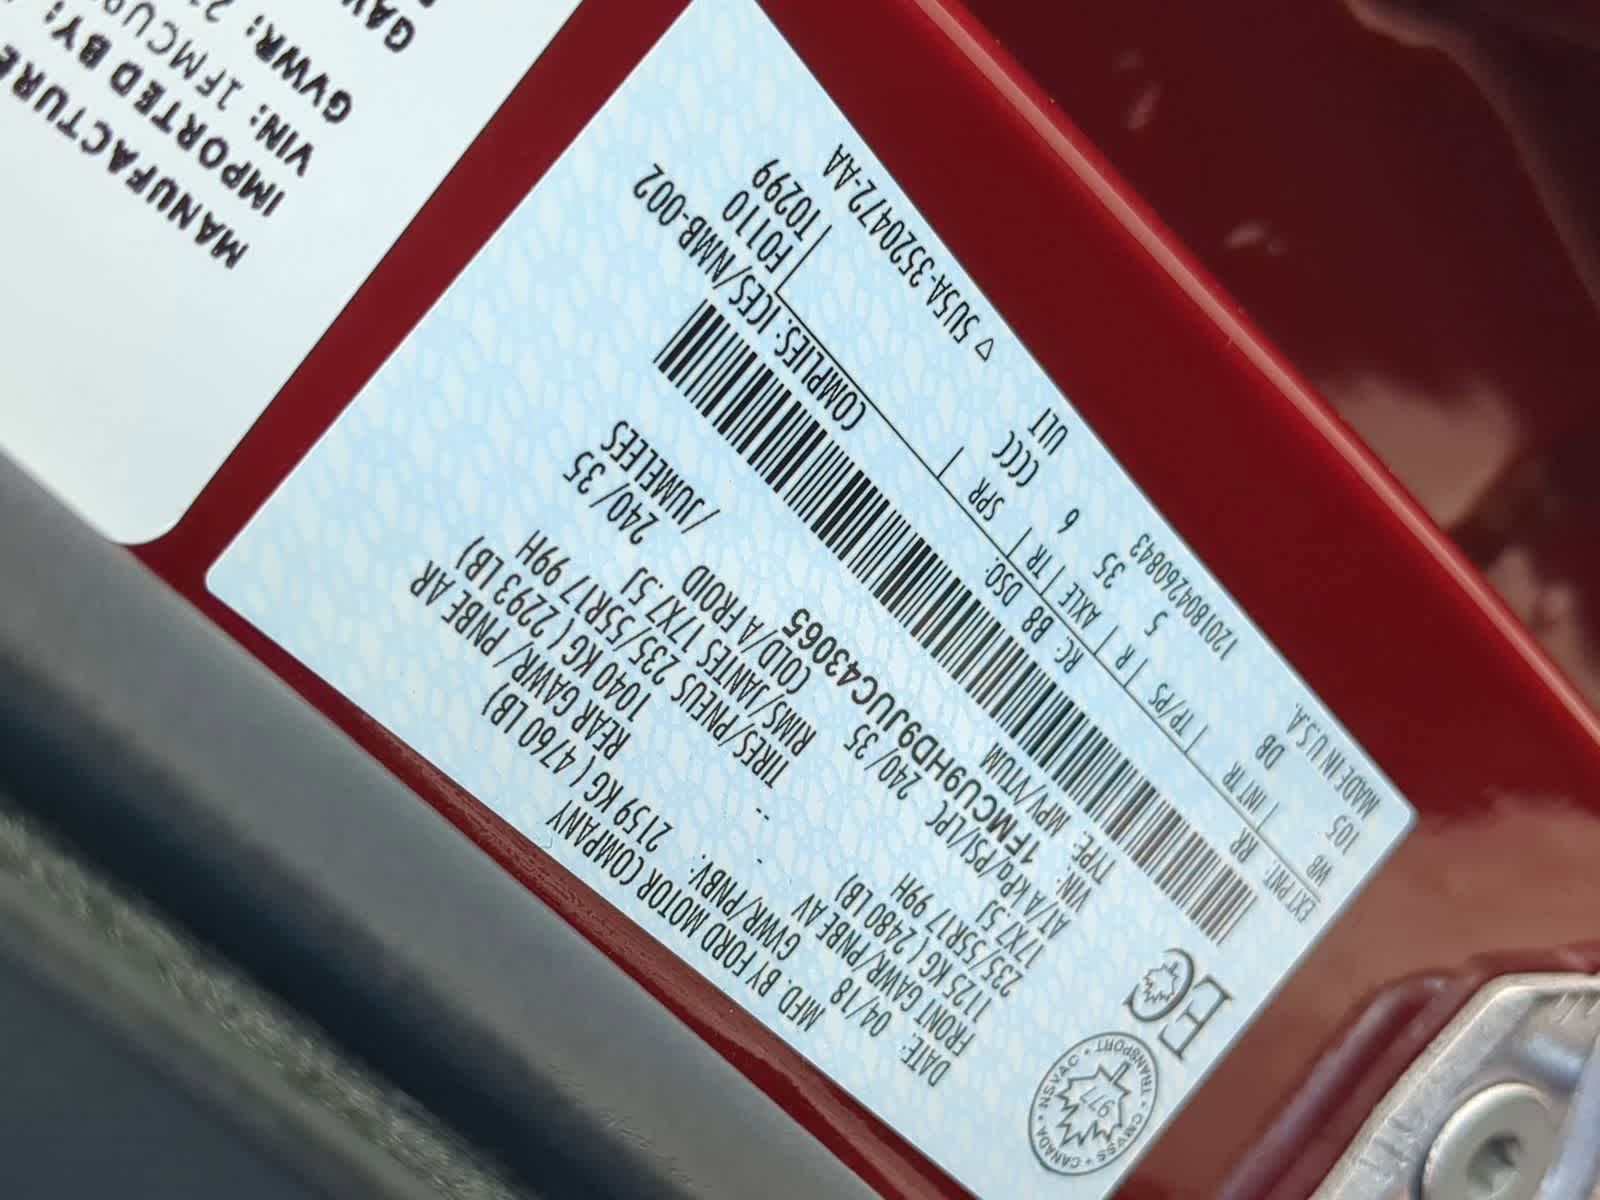 MANUFACTURE
IMPORTED BY:
VIN: 1FMCU9
GVWR:
GAW
MFD. BY FORD MOTOR COMPANY
DATE: 04/18 GVWR/PNBV: 2159 KG ( 4760 LB)
FRONT GAWR/PNBE AV REAR GAWR/ PNBE AR
1125 KG ( 2480 LB) 1040 KG ( 2293 LB)
235/55R17 99H TIRES/PNEUS 235/55R17 99H
17X7.5J RIMS/JANTES 17X7.5J
AT/A kPa/PSI/LPC 240/ 35 COLD/A FROID 240/ 35
/JUMELEES
VIN: 1FMCU9HD9JUC43065
TYPE: MPV/VTUM
COMPLIES: ICES/NMB-002
EXT PNT: RR RC: B8 DSO: F0110
WB INT TR TP/PS R AXLE TR SPR T0299
105 DB 5 35 6 CCCC
MADE IN U.S.A. ULT
1201804260843 ▽ 5U5A-3520472-AA
CANADA • NSVAC • TRANSPORT • CMVSS
977
EC